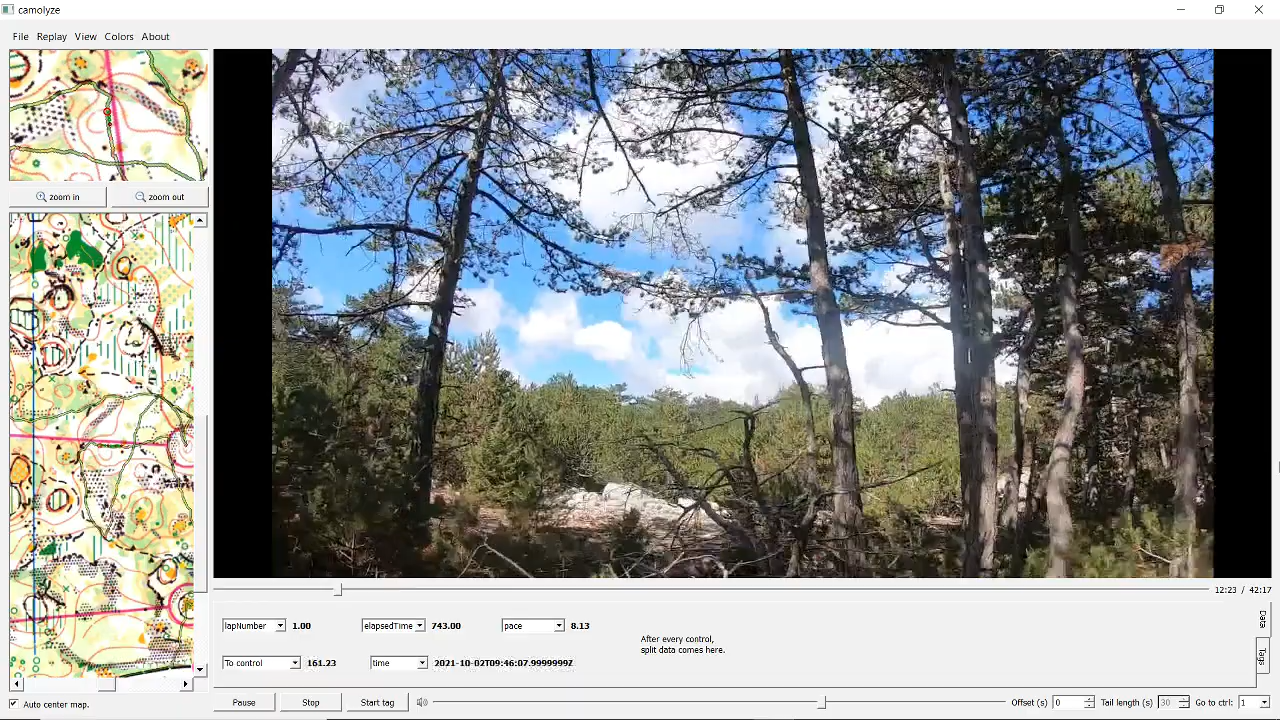 camolyze
File Replay View Colors About
zoom in zoom out
12:23 / 42:17
lapNumber 1.00 elapsedTime 743.00 pace 8.13
After every control,
split data comes here.
To control 161.23 time 2021-10-02T09:46:07.9999999Z
Data
Tags
Auto center map.
Pause Stop Start tag Offset (s) 0 Tail length (s) 30 Go to ctrl: 1